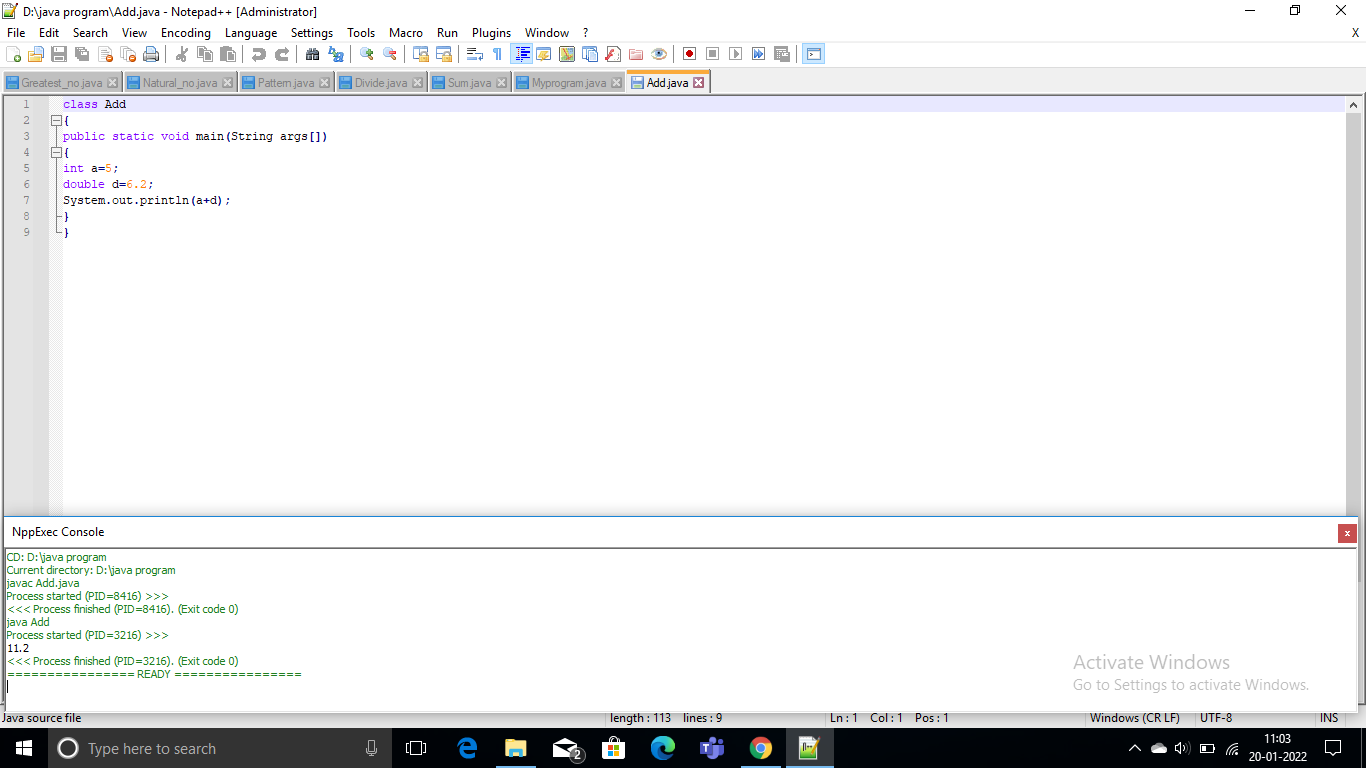 D:\java program\Add.java - Notepad++ [Administrator]
File Edit Search View Encoding Language Settings Tools Macro Run Plugins Window ? X
Greatest_no.java Natural_no.java Pattern.java Divide.java Sum.java Myprogram.java Add.java
1 class Add
2 {
3 public static void main(String args[])
4 {
5 int a=5;
6 double d=6.2;
7 System.out.println(a+d);
8 }
9 }
NppExec Console
CD: D:\java program
Current directory: D:\java program
javac Add.java
Process started (PID=8416) >>>
<<< Process finished (PID=8416). (Exit code 0)
java Add
Process started (PID=3216) >>>
11.2
<<< Process finished (PID=3216). (Exit code 0)
================ READY ================
Activate Windows
Go to Settings to activate Windows.
Java source file length : 113 lines : 9 Ln : 1 Col : 1 Pos : 1 Windows (CR LF) UTF-8 INS
Type here to search 2 11:03
20-01-2022